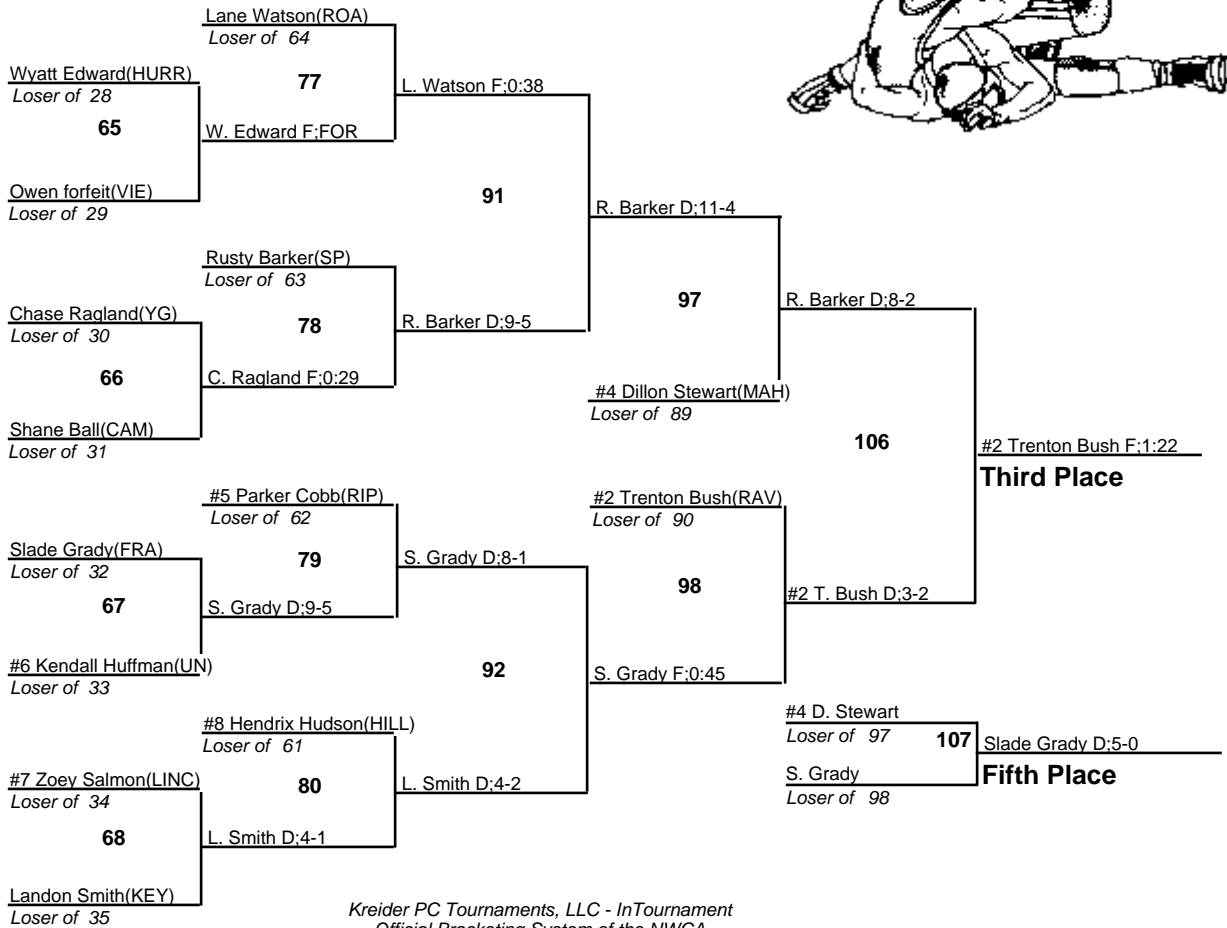 Lane Watson(ROA)
Loser of 64
Wyatt Edward(HURR)
Loser of 28
77
L. Watson F;0:38
65
W. Edward F;FOR
Owen forfeit(VIE)
Loser of 29
91
R. Barker D;11-4
Rusty Barker(SP)
Loser of 63
Chase Ragland(YG)
Loser of 30
78
R. Barker D;9-5
97
R. Barker D;8-2
66
C. Ragland F;0:29
#4 Dillon Stewart(MAH)
Loser of 89
Shane Ball(CAM)
Loser of 31
106
#2 Trenton Bush F;1:22
Third Place
#5 Parker Cobb(RIP)
Loser of 62
#2 Trenton Bush(RAV)
Loser of 90
Slade Grady(FRA)
Loser of 32
79
S. Grady D;8-1
67
S. Grady D;9-5
98
#2 T. Bush D;3-2
#6 Kendall Huffman(UN)
Loser of 33
92
S. Grady F;0:45
#8 Hendrix Hudson(HILL)
Loser of 61
#4 D. Stewart
Loser of 97
107
Slade Grady D;5-0
Fifth Place
S. Grady
Loser of 98
#7 Zoey Salmon(LINC)
Loser of 34
80
L. Smith D;4-2
68
L. Smith D;4-1
Landon Smith(KEY)
Loser of 35
Kreider PC Tournaments, LLC - InTournament
Official Bracketing System of the NWCA